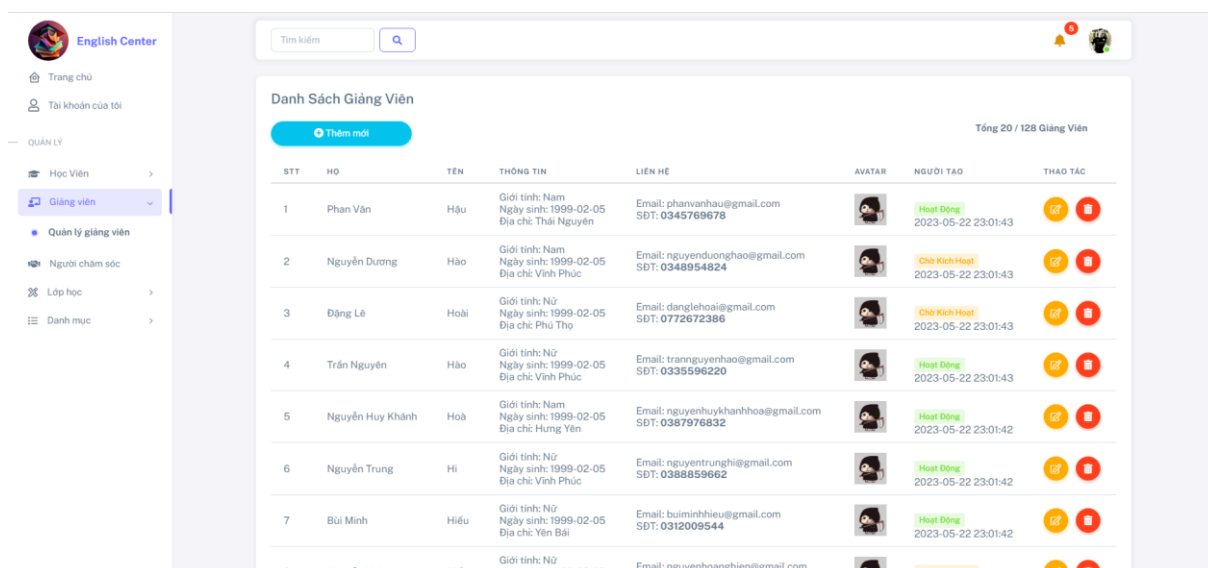 English Center
Tìm kiếm
5
Trang chủ
Tài khoản của tôi
QUẢN LÝ
Học Viên
Giảng viên
Quản lý giảng viên
Người chăm sóc
Lớp học
Danh mục
Danh Sách Giảng Viên
Thêm mới
Tổng 20 / 128 Giảng Viên
STT HỌ TÊN THÔNG TIN LIÊN HỆ AVATAR NGƯỜI TẠO THAO TÁC
1 Phan Văn Hậu
Giới tính: Nam
Ngày sinh: 1999-02-05
Địa chỉ: Thái Nguyên
Email: phanvanhau@gmail.com
SĐT: 0345769678
Hoạt Động
2023-05-22 23:01:43
2 Nguyễn Dương Hào
Giới tính: Nam
Ngày sinh: 1999-02-05
Địa chỉ: Vĩnh Phúc
Email: nguyenduonghao@gmail.com
SĐT: 0348954824
Chờ Kích Hoạt
2023-05-22 23:01:43
3 Đặng Lê Hoài
Giới tính: Nữ
Ngày sinh: 1999-02-05
Địa chỉ: Phú Thọ
Email: danglehoai@gmail.com
SĐT: 0772672386
Chờ Kích Hoạt
2023-05-22 23:01:43
4 Trần Nguyên Hào
Giới tính: Nữ
Ngày sinh: 1999-02-05
Địa chỉ: Vĩnh Phúc
Email: trannguyenhao@gmail.com
SĐT: 0335596220
Hoạt Động
2023-05-22 23:01:43
5 Nguyễn Huy Khánh Hoà
Giới tính: Nam
Ngày sinh: 1999-02-05
Địa chỉ: Hưng Yên
Email: nguyenhuykhanhhoa@gmail.com
SĐT: 0387976832
Hoạt Động
2023-05-22 23:01:42
6 Nguyễn Trung Hi
Giới tính: Nữ
Ngày sinh: 1999-02-05
Địa chỉ: Vĩnh Phúc
Email: nguyentrunghi@gmail.com
SĐT: 0388859662
Hoạt Động
2023-05-22 23:01:42
7 Bùi Minh Hiếu
Giới tính: Nữ
Ngày sinh: 1999-02-05
Địa chỉ: Yên Bái
Email: buiminhhieu@gmail.com
SĐT: 0312009544
Hoạt Động
2023-05-22 23:01:42
Giới tính: Nữ
Email: nguyenhoanghien@gmail.com